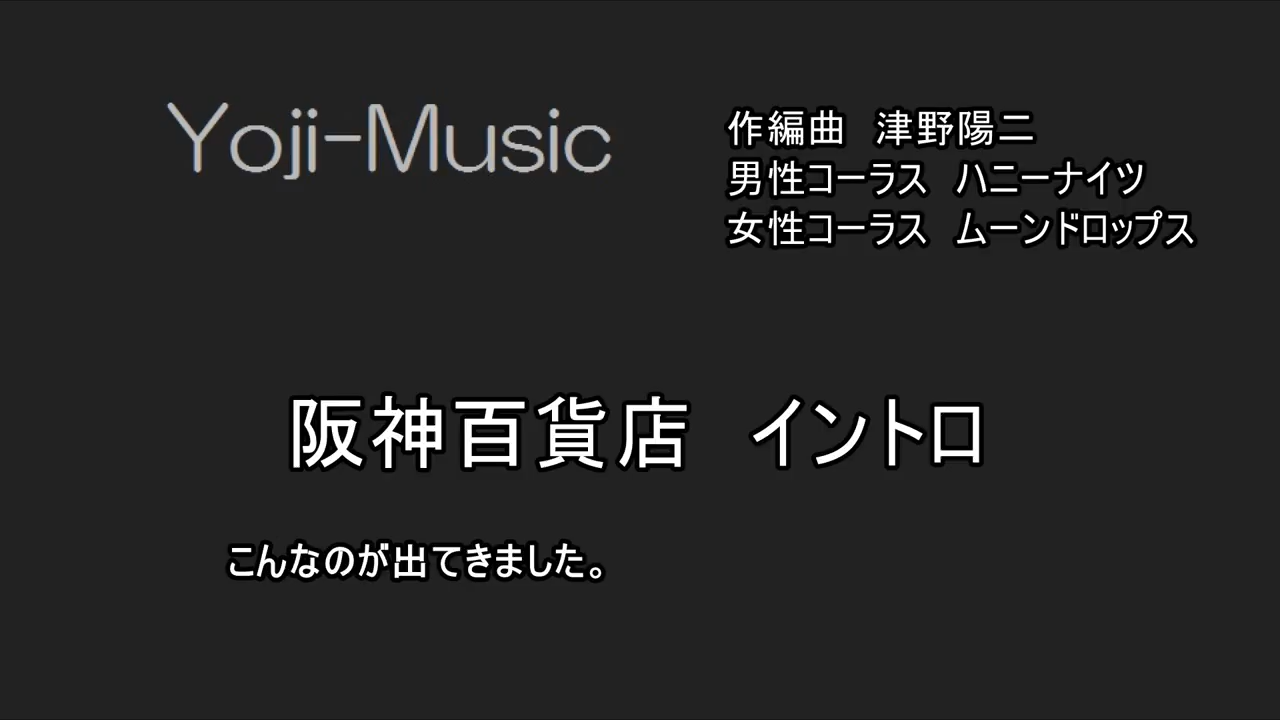 Yoji-Music
作編曲　津野陽二
男性コーラス　ハニーナイツ
女性コーラス　ムーンドロップス
阪神百貨店　イントロ
こんなのが出てきました。